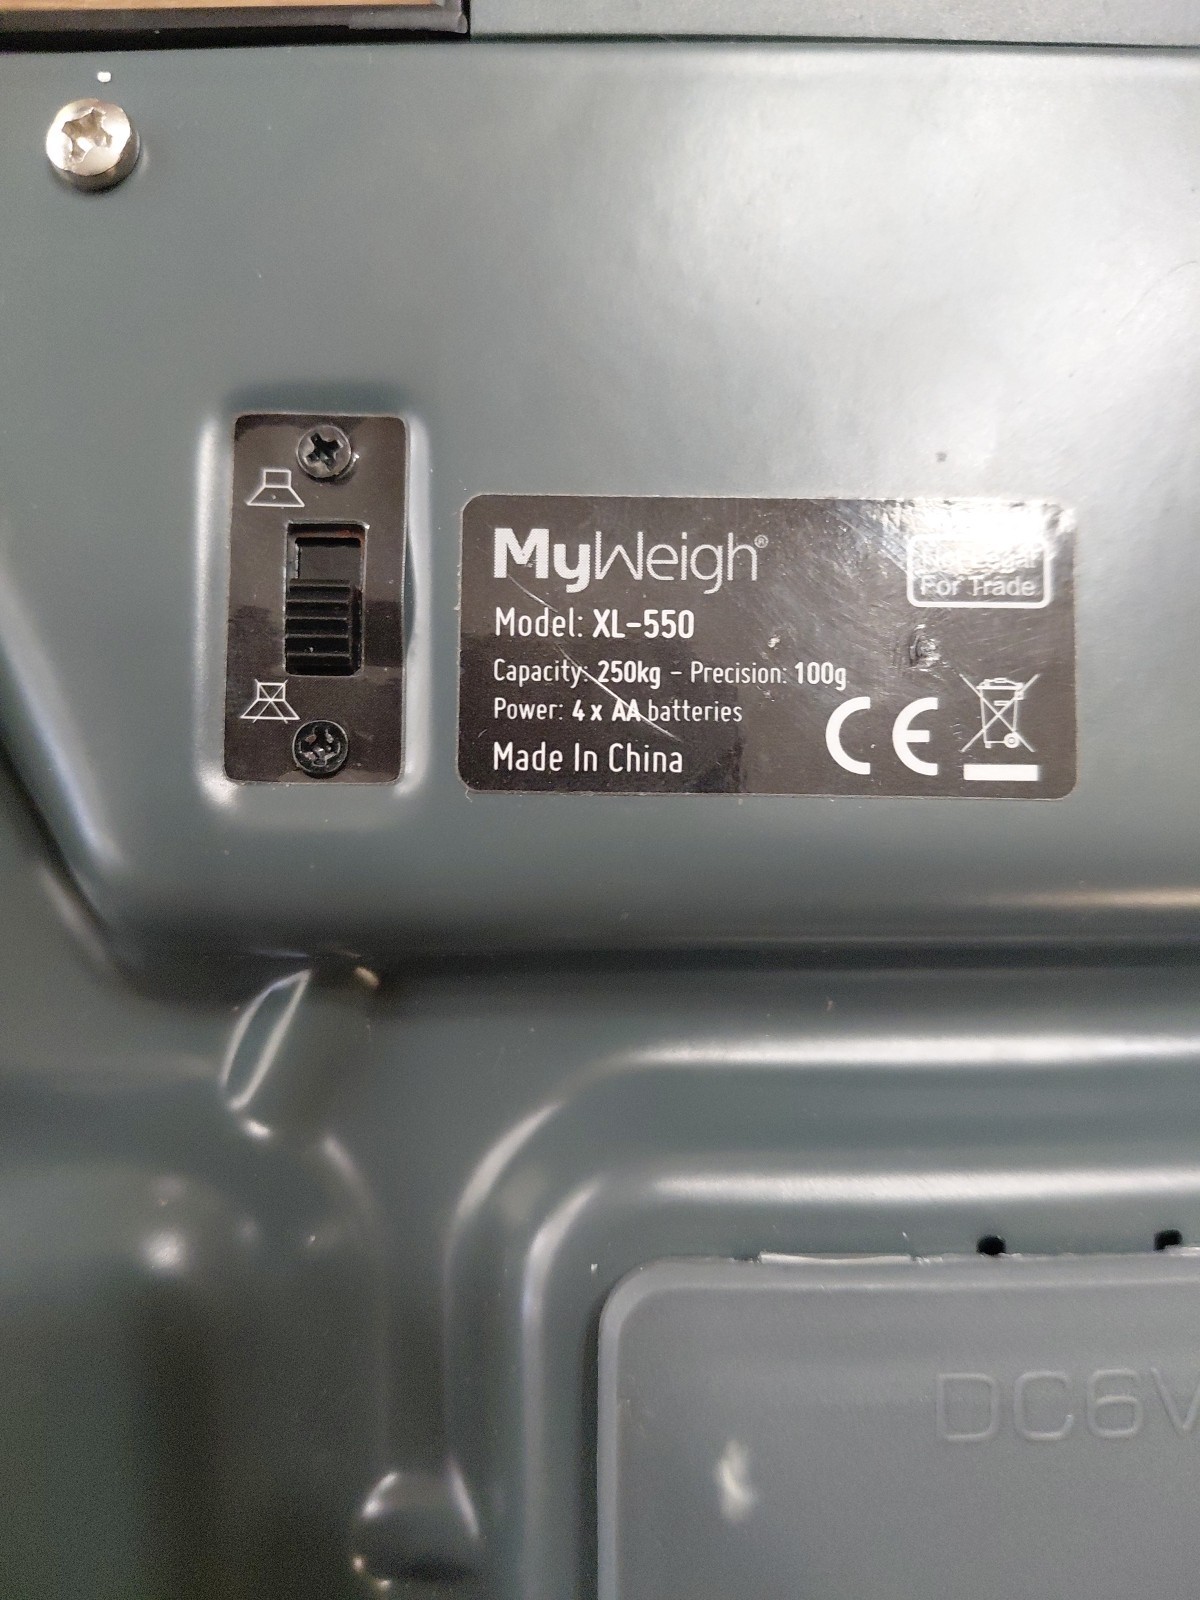 MyWeigh®
For Trade
Model: XL-550
Capacity: 250kg - Precision: 100g
Power: 4 x AA batteries
CE
Made In China
DC6V